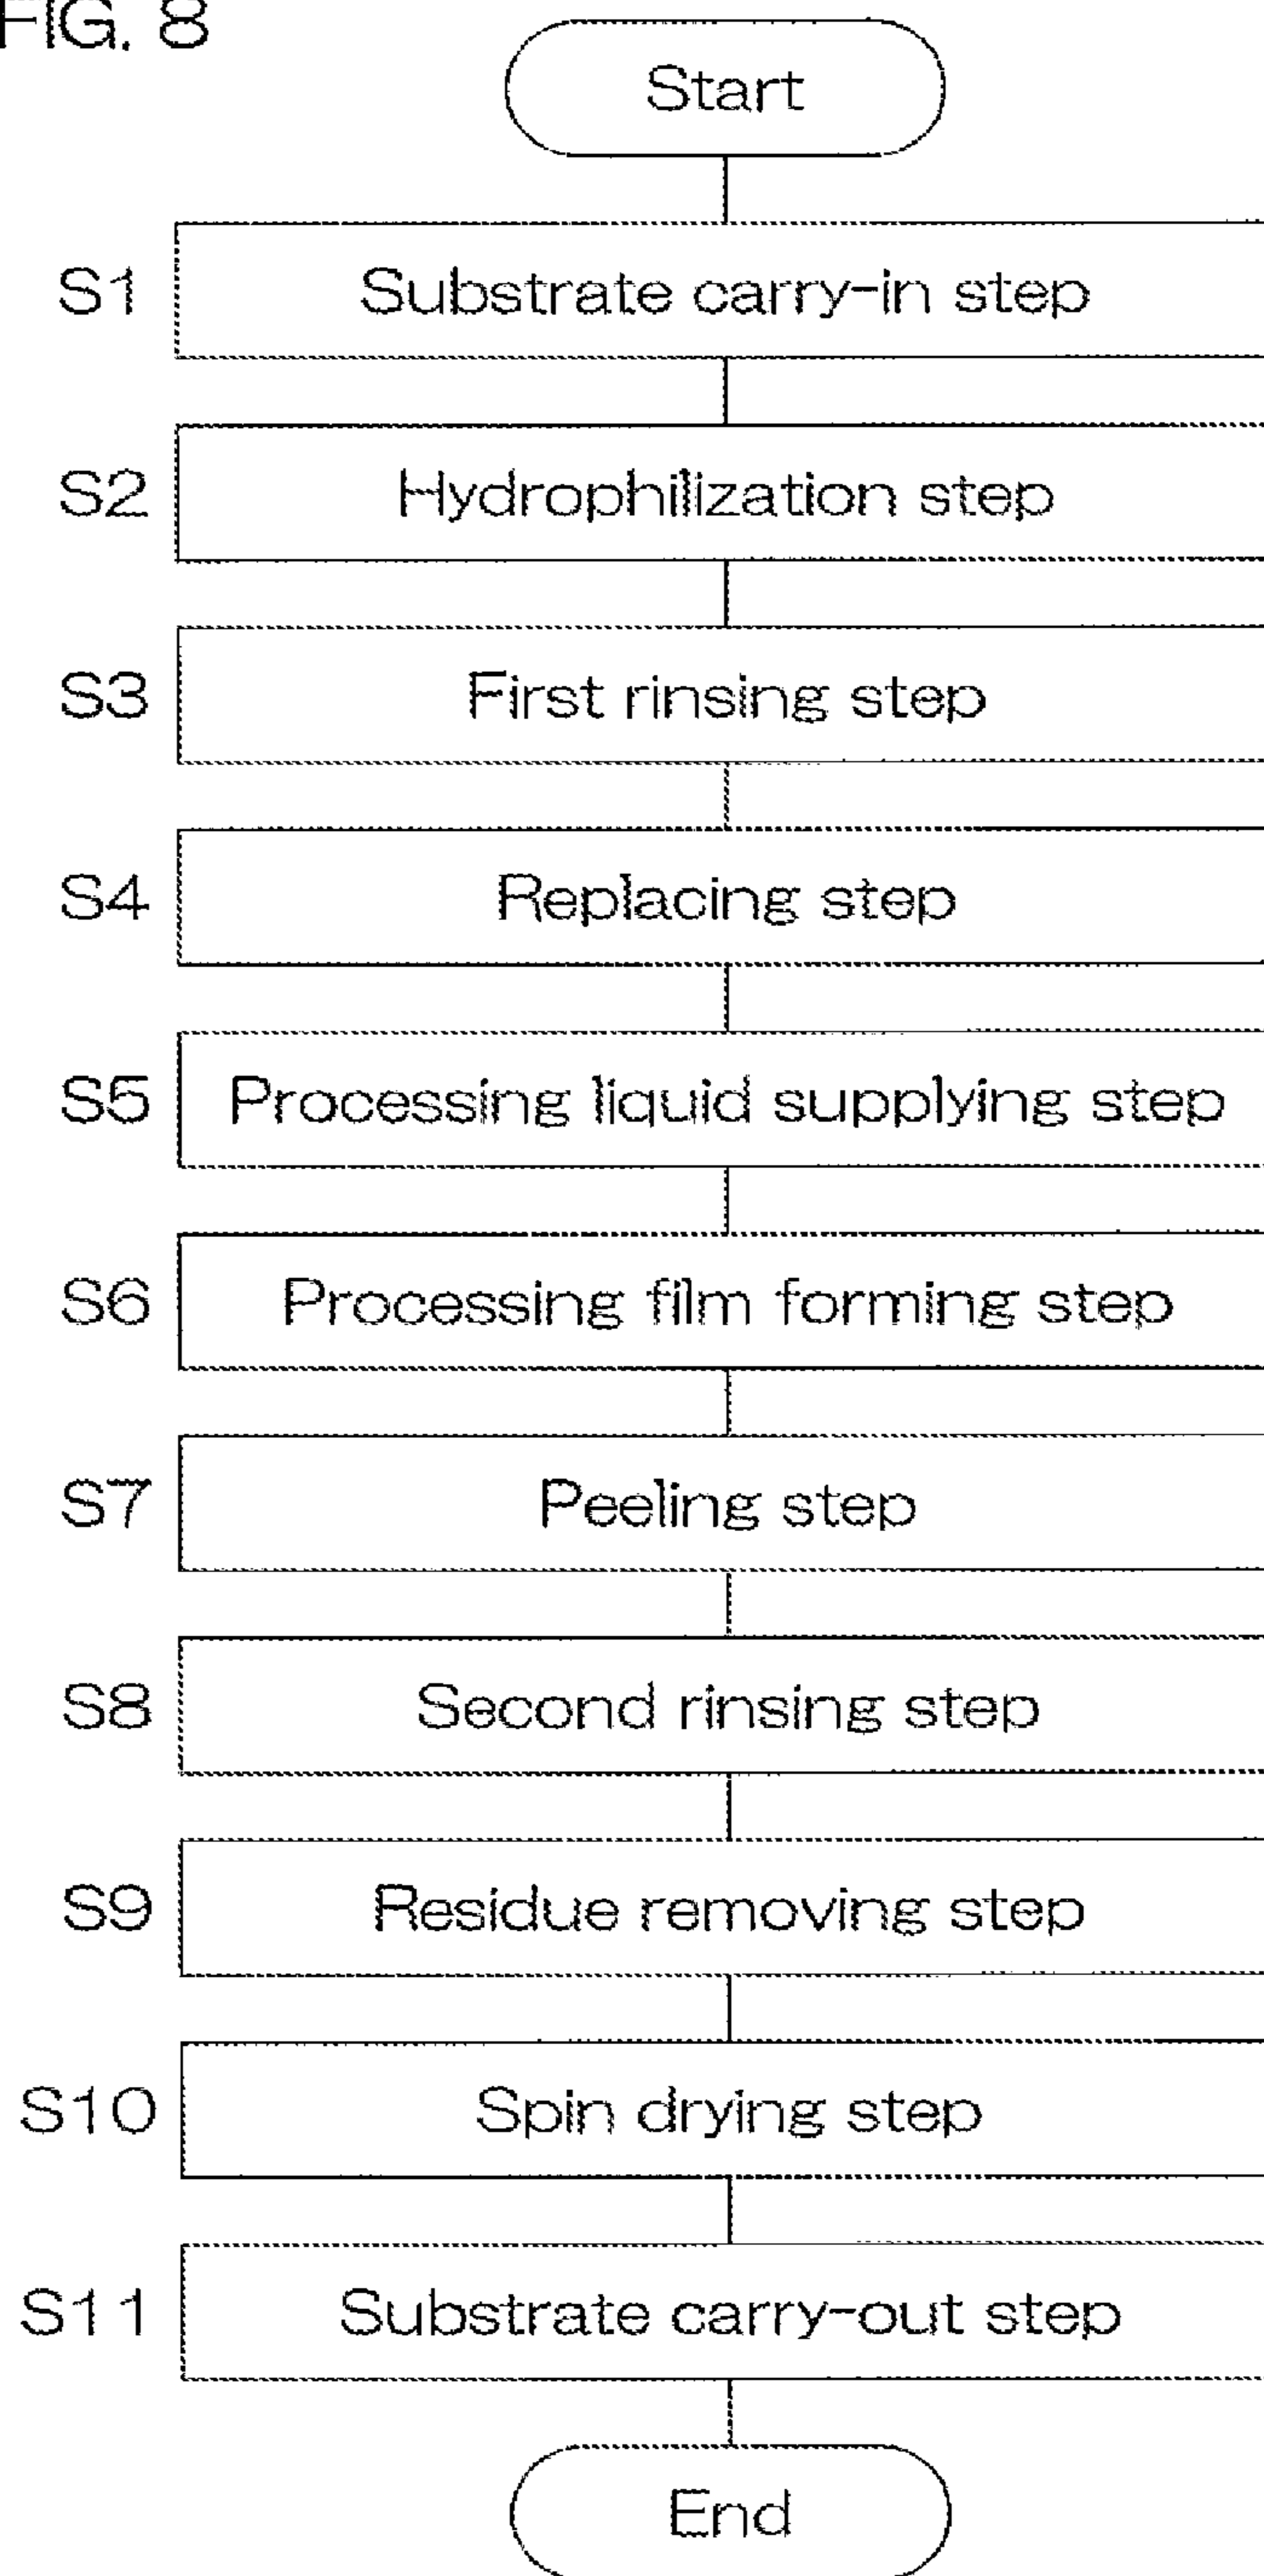 FIG. 8
Start
S1 Substrate carry-in step
S2 Hydrophilization step
S3 First rinsing step
S4 Replacing step
S5 Processing liquid supplying step
S6 Processing film forming step
S7 Peeling step
S8 Second rinsing step
S9 Residue removing step
S10 Spin drying step
S11 Substrate carry-out step
End